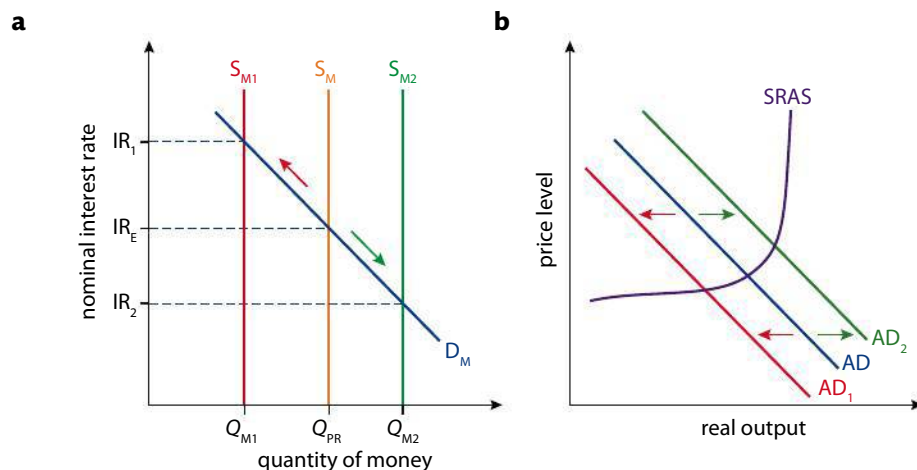 a
nominal interest rate
S_M1
S_M
S_M2
IR_1
IR_E
IR_2
D_M
Q_M1
Q_PR
Q_M2
quantity of money
b
price level
SRAS
AD_2
AD
AD_1
real output